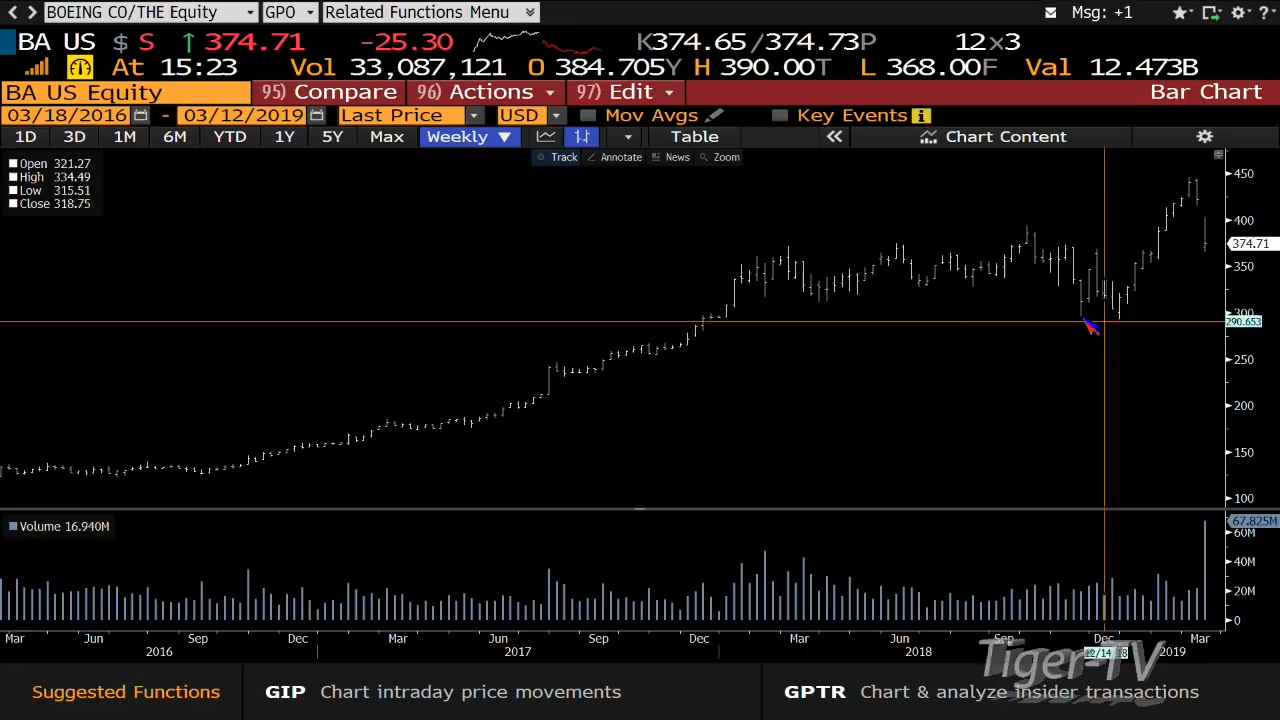 BOEING CO/THE Equity GPO Related Functions Menu Msg: +1 ?
BA US $ S ↑ 374.71 -25.30 K374.65/374.73P 12x3
At 15:23 Vol 33,087,121 O 384.705Y H 390.00T L 368.00F Val 12.473B
BA US Equity 95) Compare 96) Actions 97) Edit Bar Chart
03/18/2016 - 03/12/2019 Last Price USD Mov Avgs Key Events i
1D 3D 1M 6M YTD 1Y 5Y Max Weekly ▼ Table « Chart Content
Track Annotate News Zoom
Open 321.27
High 334.49
Low 315.51
Close 318.75
450
400
374.71
350
300
290.653
250
200
150
100
Volume 16.940M
67.825M
60M
40M
20M
0
Mar Jun Sep Dec Mar Jun Sep Dec Mar Jun Sep Dec Mar
2016 2017 2018 12/14/18 2019
Tiger-TV
Suggested Functions GIP Chart intraday price movements GPTR Chart & analyze insider transactions